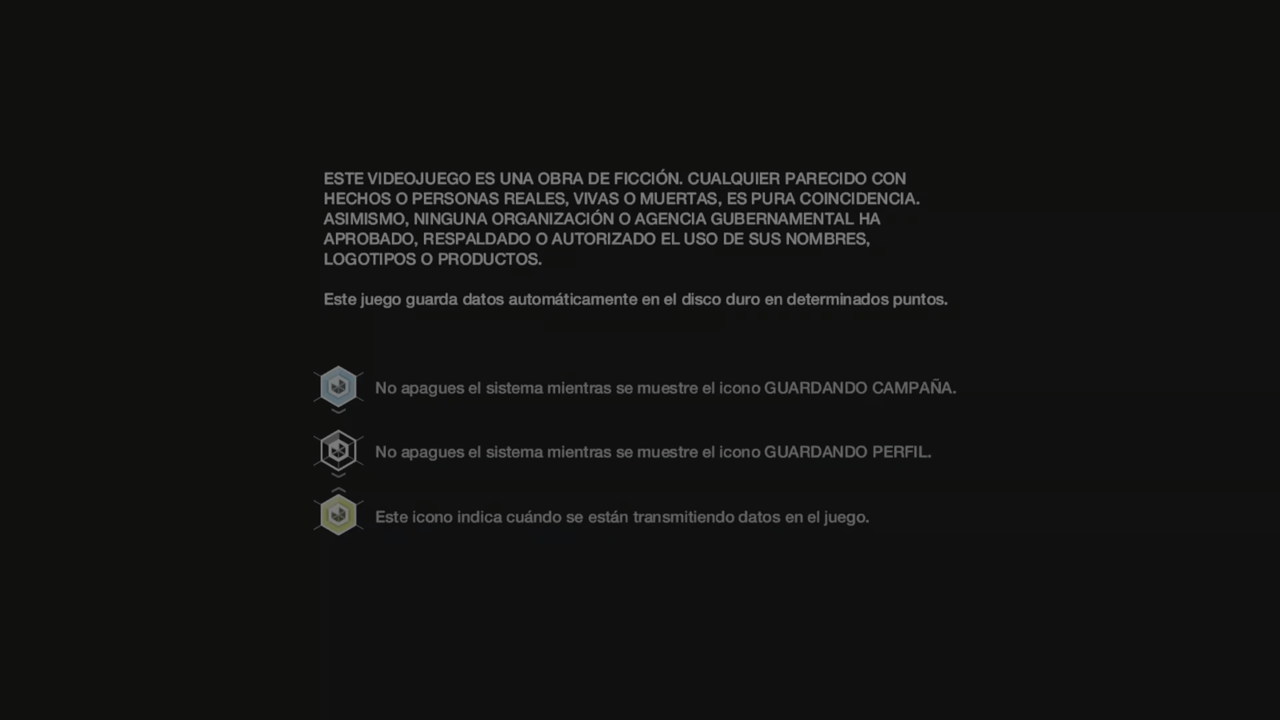 ESTE VIDEOJUEGO ES UNA OBRA DE FICCIÓN. CUALQUIER PARECIDO CON
HECHOS O PERSONAS REALES, VIVAS O MUERTAS, ES PURA COINCIDENCIA.
ASIMISMO, NINGUNA ORGANIZACIÓN O AGENCIA GUBERNAMENTAL HA
APROBADO, RESPALDADO O AUTORIZADO EL USO DE SUS NOMBRES,
LOGOTIPOS O PRODUCTOS.
Este juego guarda datos automáticamente en el disco duro en determinados puntos.
No apagues el sistema mientras se muestre el icono GUARDANDO CAMPAÑA.
No apagues el sistema mientras se muestre el icono GUARDANDO PERFIL.
Este icono indica cuándo se están transmitiendo datos en el juego.